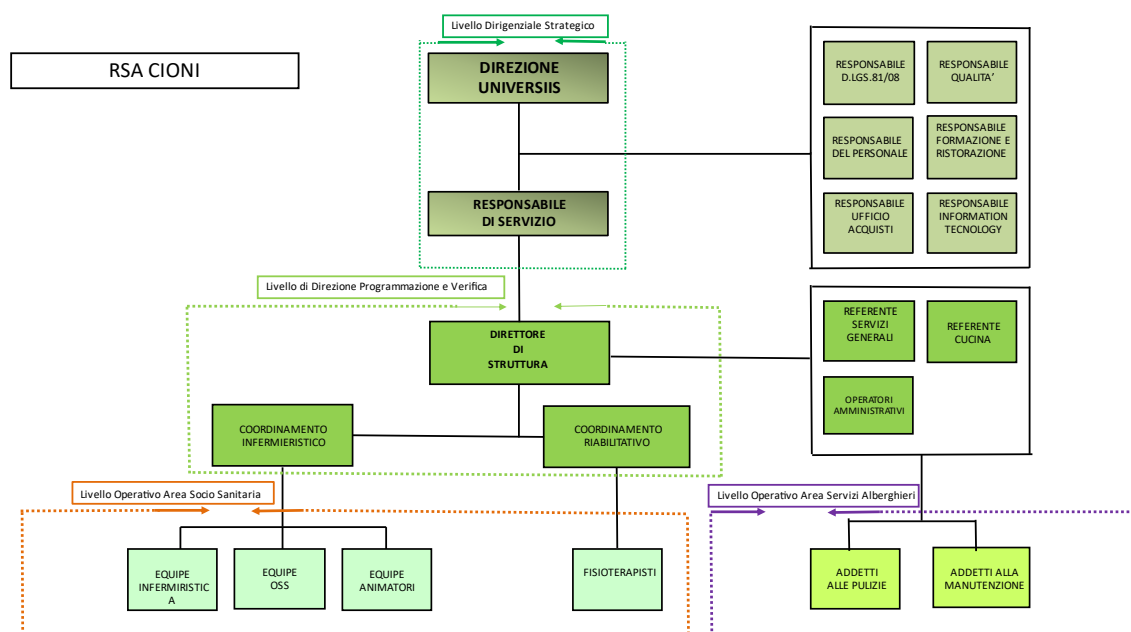 Livello Dirigenziale Strategico
RSA CIONI
DIREZIONE
UNIVERSIIS
RESPONSABILE
D.LGS.81/08
RESPONSABILE
QUALITA’
RESPONSABILE
DEL PERSONALE
RESPONSABILE
FORMAZIONE E
RISTORAZIONE
RESPONSABILE
DI SERVIZIO
RESPONSABILE
UFFICIO
ACQUISTI
RESPONSABILE
INFORMATION
TECNOLOGY
Livello di Direzione Programmazione e Verifica
DIRETTORE
DI
STRUTTURA
REFERENTE
SERVIZI
GENERALI
REFERENTE
CUCINA
OPERATORI
AMMINISTRATIVI
COORDINAMENTO
INFERMIERISTICO
COORDINAMENTO
RIABILITATIVO
Livello Operativo Area Socio Sanitaria
Livello Operativo Area Servizi Alberghieri
EQUIPE
INFERMIRISTIC
A
EQUIPE
OSS
EQUIPE
ANIMATORI
FISIOTERAPISTI
ADDETTI
ALLE PULIZIE
ADDETTI ALLA
MANUTENZIONE